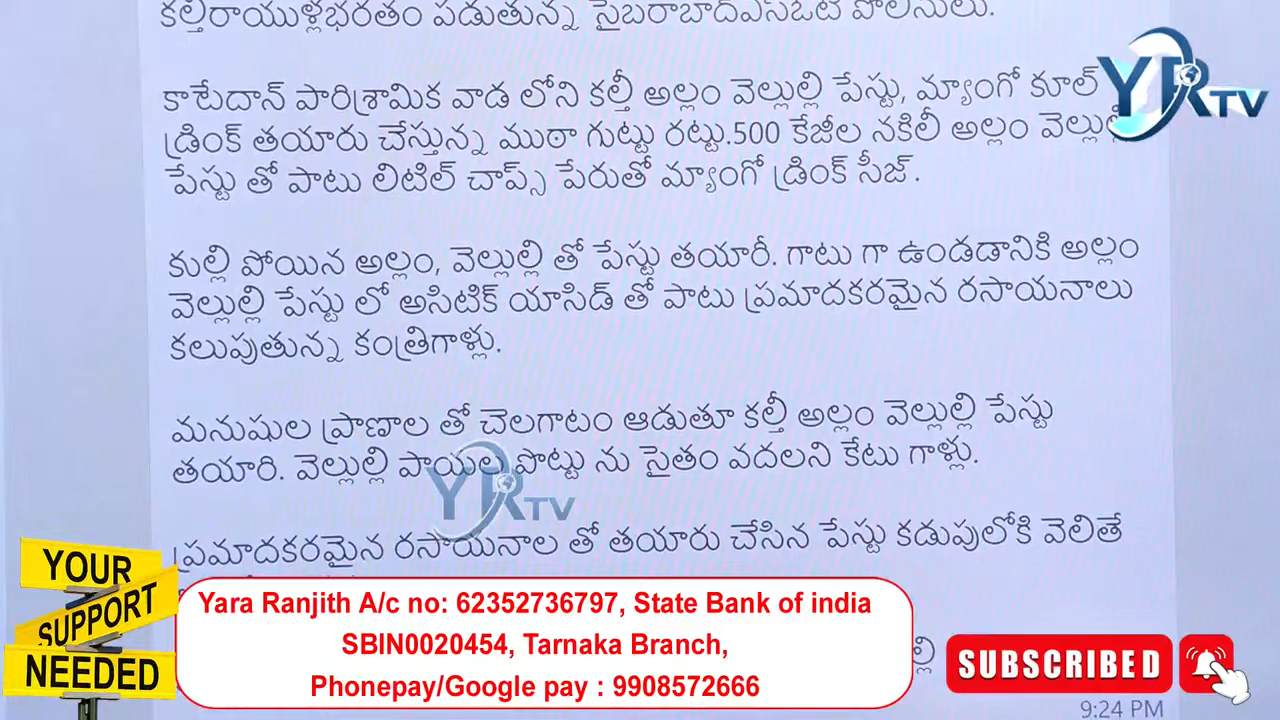 కల్తీరాయుళ్లభరతం పడుతున్న సైబరాబాద్ఎస్ఓటీ పోలీసులు.
YRTV
కాటేదాన్ పారిశ్రామిక వాడ లోని కల్తీ అల్లం వెల్లుల్లి పేస్టు, మ్యాంగో కూల్
డ్రింక్ తయారు చేస్తున్న ముఠా గుట్టు రట్టు.500 కేజీల నకిలీ అల్లం వెల్లుల్లి
పేస్టు తో పాటు లిటిల్ చాప్స్ పేరుతో మ్యాంగో డ్రింక్ సీజ్.
కుల్లి పోయిన అల్లం, వెల్లుల్లి తో పేస్టు తయారీ. గాటు గా ఉండడానికి అల్లం
వెల్లుల్లి పేస్టు లో అసిటిక్ యాసిడ్ తో పాటు ప్రమాదకరమైన రసాయనాలు
కలుపుతున్న కంత్రిగాళ్లు.
మనుషుల ప్రాణాల తో చెలగాటం ఆడుతూ కల్తీ అల్లం వెల్లుల్లి పేస్టు
తయారి. వెల్లుల్లి పాయల పొట్టు ను సైతం వదలని కేటు గాళ్లు.
YRTV
ప్రమాదకరమైన రసాయనాల తో తయారు చేసిన పేస్టు కడుపులోకి వెలితే
YOUR
SUPPORT
NEEDED
Yara Ranjith A/c no: 62352736797, State Bank of india
SBIN0020454, Tarnaka Branch,
Phonepay/Google pay : 9908572666
SUBSCRIBED
9:24 PM